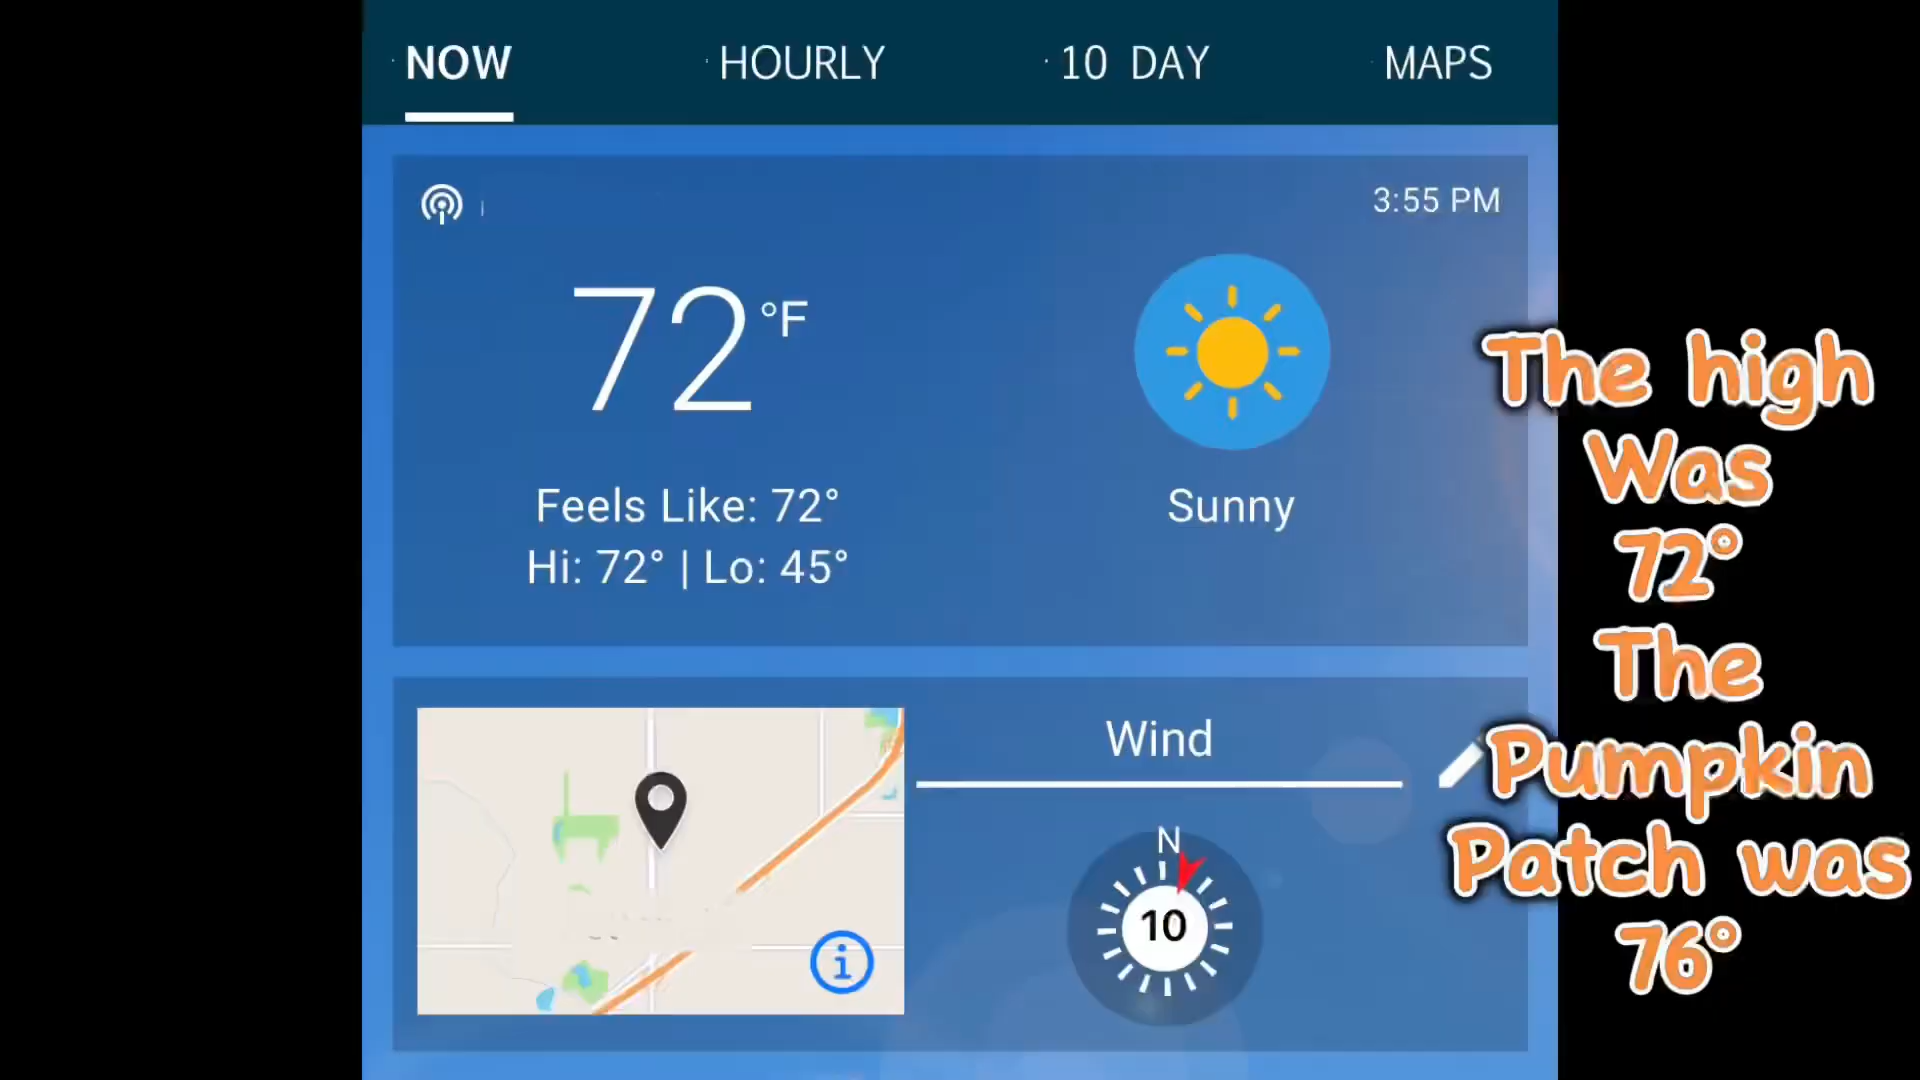 NOW HOURLY 10 DAY MAPS
3:55 PM
72 °F
Feels Like: 72°
Hi: 72° | Lo: 45°
Sunny
Wind
N
10
The high
Was
72°
The
Pumpkin
Patch was
76°